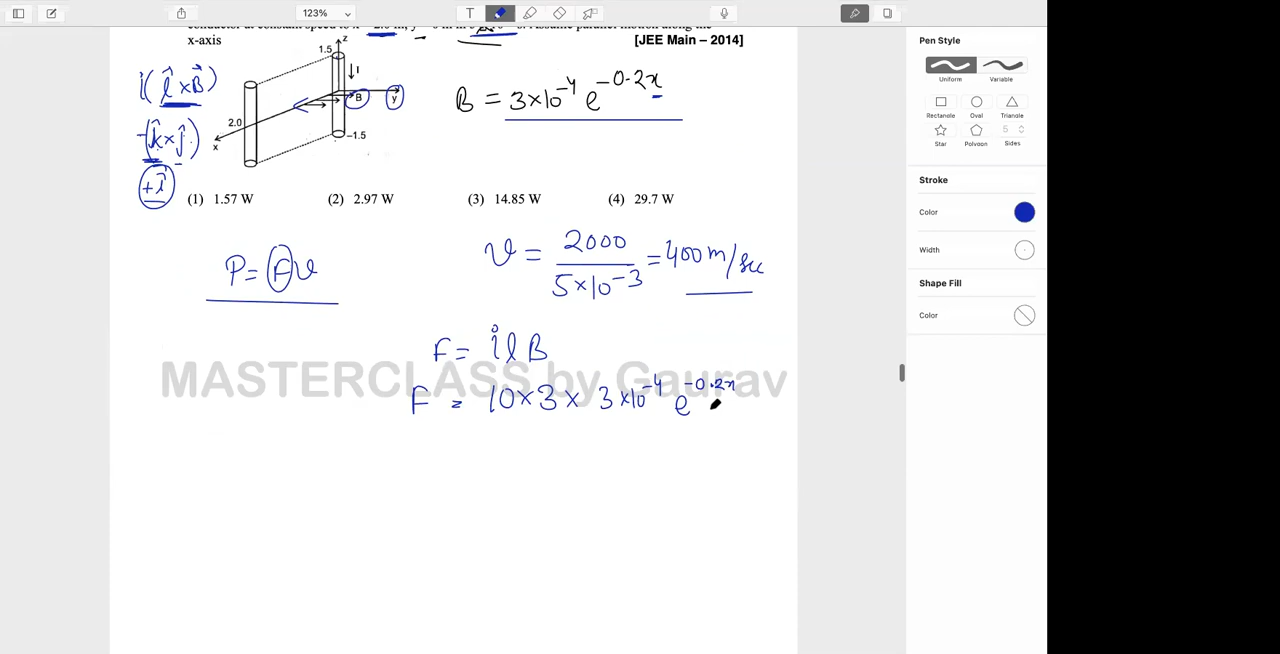 123%
T
x-axis
[JEE Main – 2014]
z
1.5
I
B
y
2.0
x
–1.5
i(l̂ × B⃗)
-(k̂ × ĵ)
+î
B = 3×10⁻⁴ e^(-0.2x)
(1) 1.57 W (2) 2.97 W (3) 14.85 W (4) 29.7 W
P = Fv
v = 2000 / 5×10⁻³ = 400 m/sec
F = i l B
MASTERCLASS by Gaurav
F = 10×3× 3×10⁻⁴ e^(-0.2x)
Pen Style
Uniform Variable
Rectangle Oval Triangle
Star Polygon 5 Sides
Stroke
Color
Width
Shape Fill
Color